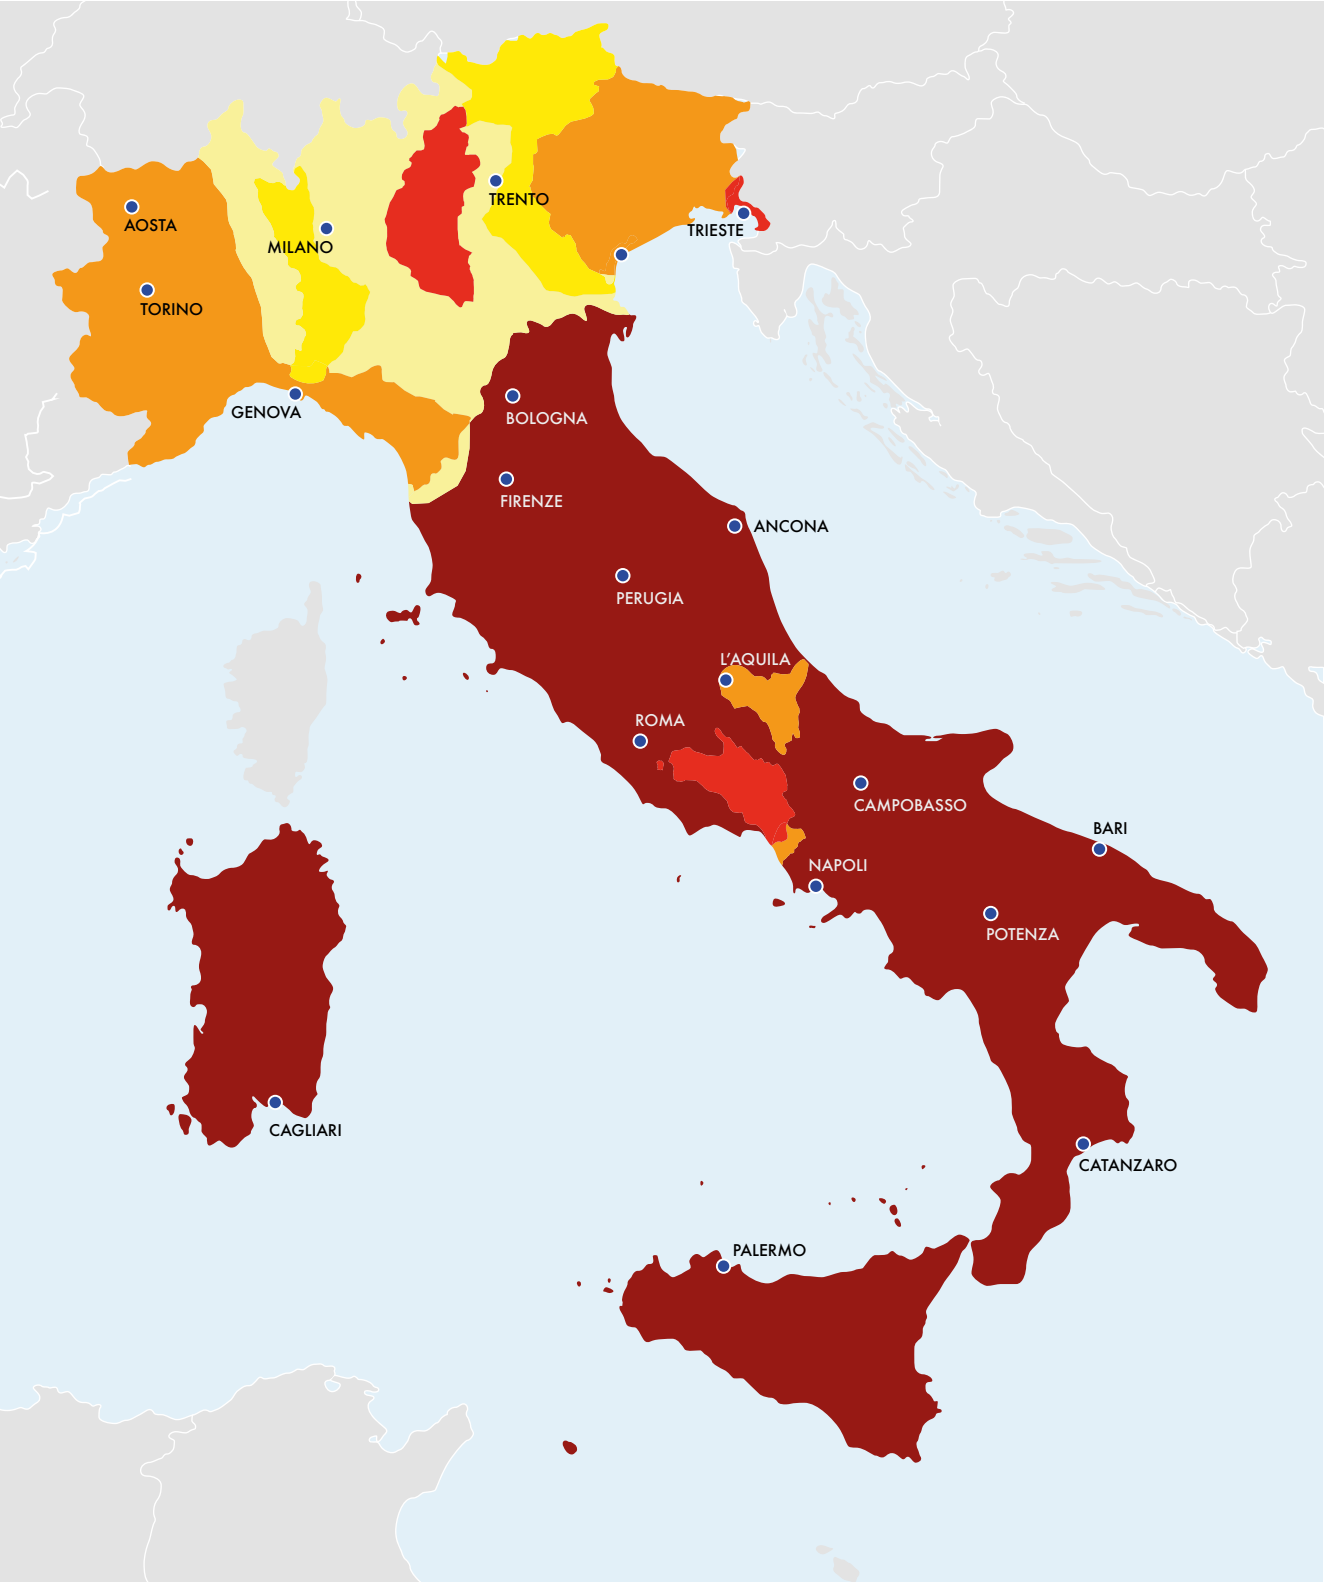 TRENTO
AOSTA
TRIESTE
MILANO
TORINO
GENOVA
BOLOGNA
FIRENZE
ANCONA
PERUGIA
L'AQUILA
ROMA
CAMPOBASSO
BARI
NAPOLI
POTENZA
CAGLIARI
CATANZARO
PALERMO